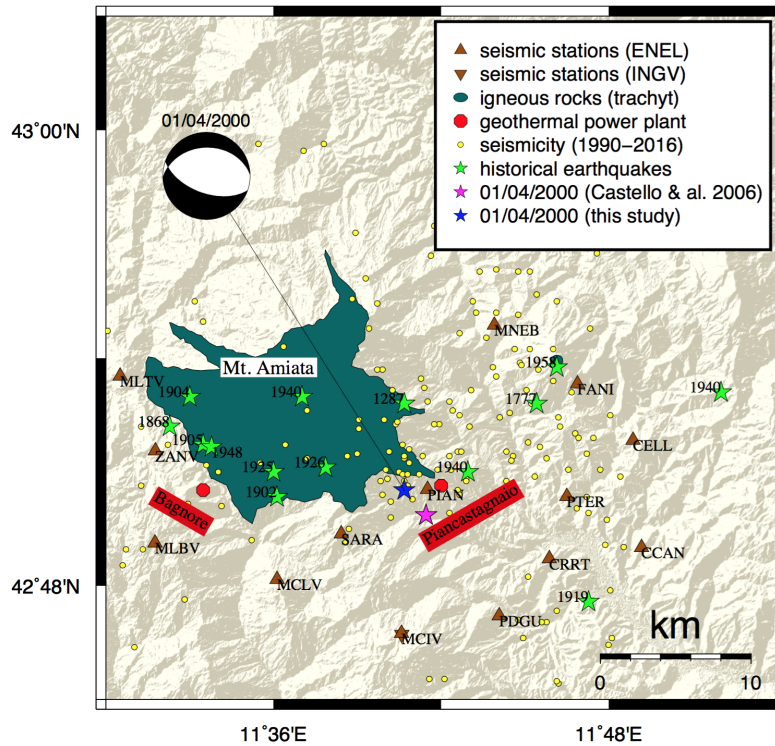 seismic stations (ENEL)
seismic stations (INGV)
igneous rocks (trachyt)
geothermal power plant
seismicity (1990−2016)
historical earthquakes
01/04/2000 (Castello & al. 2006)
01/04/2000 (this study)
01/04/2000
43˚00'N
42˚48'N
Mt. Amiata
MNEB
1958
MLTV
FANI
1904
1940
1287
1777
1940
1868
1905
1948
ZANV
CELL
1925
1926
1940
1902
PIAN
PTER
Bagnore
Piancastagnaio
SARA
MLBV
CCAN
CRRT
MCLV
1919
PDGU
MCIV
km
0
10
11˚36'E
11˚48'E